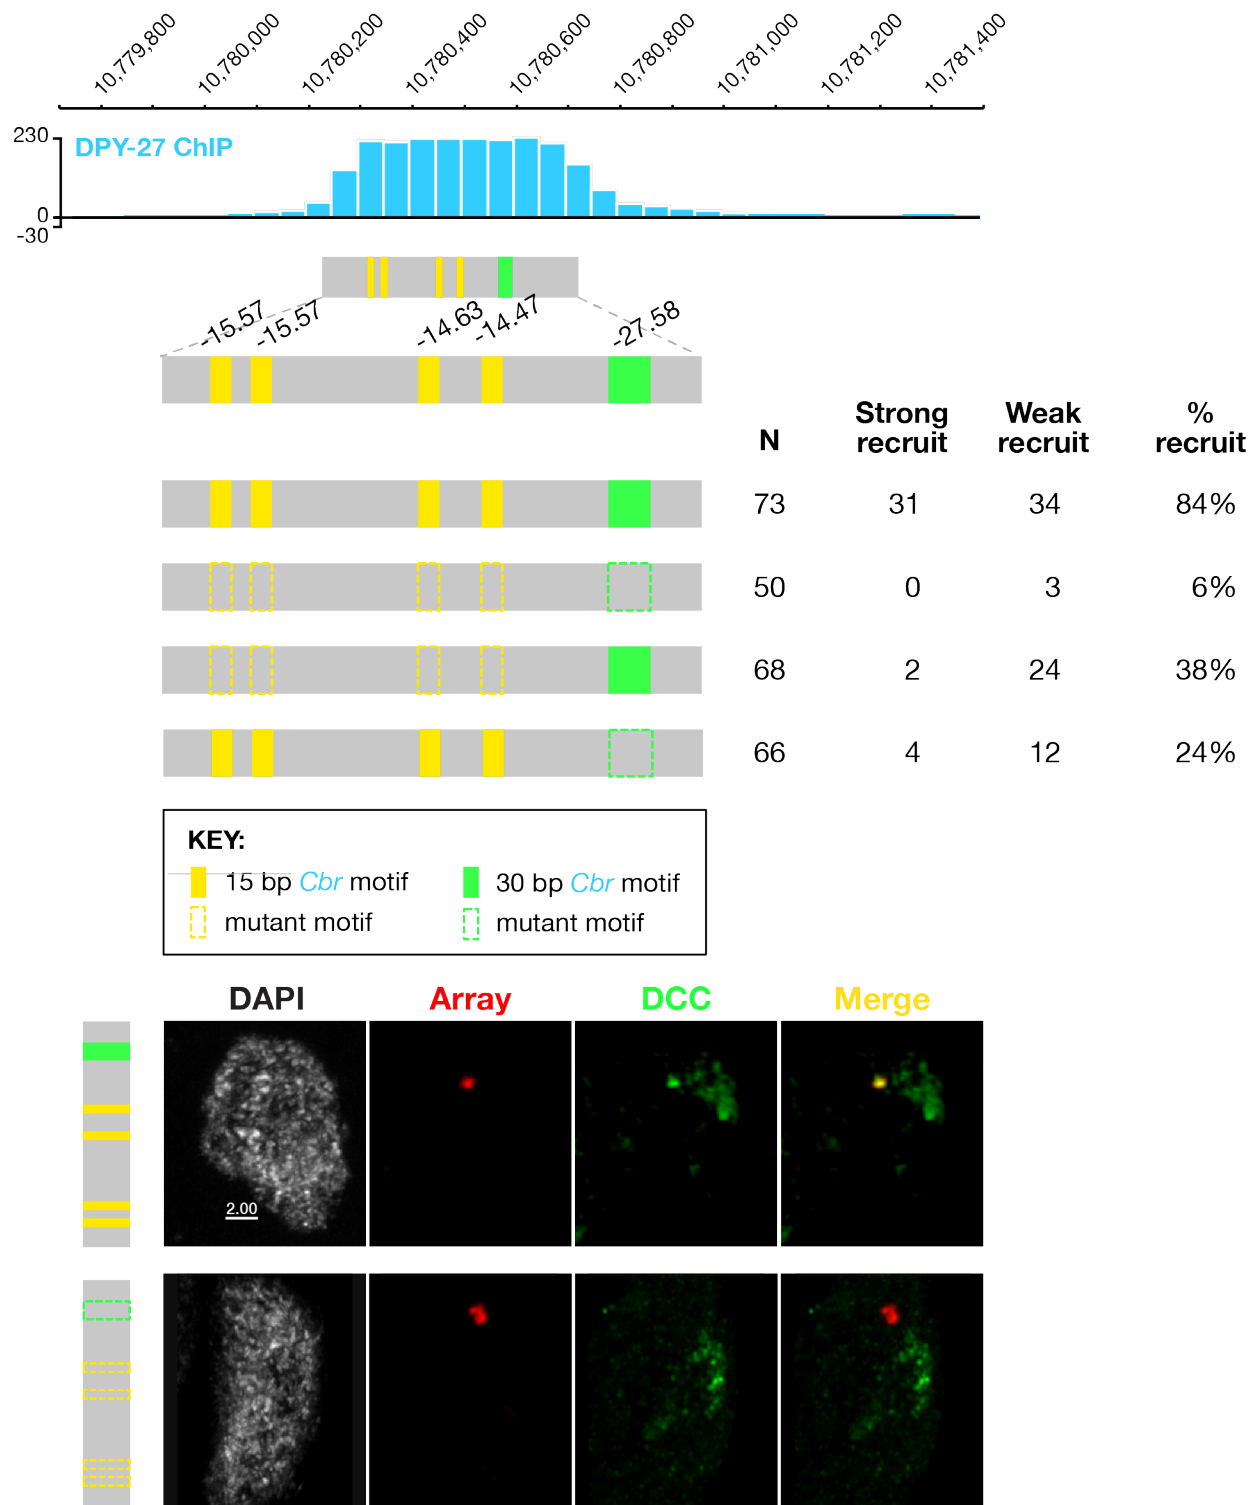 10,779,800 10,780,000 10,780,200 10,780,400 10,780,600 10,780,800 10,781,000 10,781,200 10,781,400
230
DPY-27 ChIP
0
-30
-15.57 -15.57 -14.63 -14.47 -27.58
N Strong recruit Weak recruit % recruit
73 31 34 84%
50 0 3 6%
68 2 24 38%
66 4 12 24%
KEY:
15 bp Cbr motif 30 bp Cbr motif
mutant motif mutant motif
DAPI Array DCC Merge
2.00